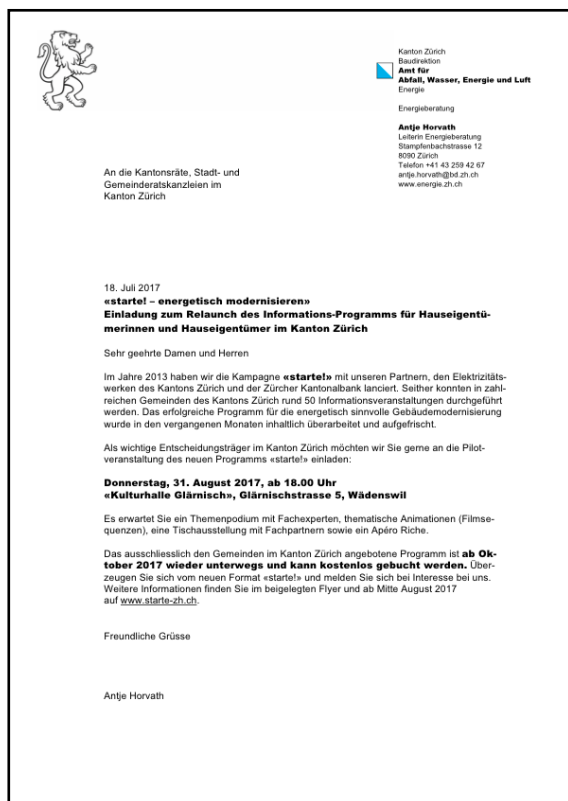 Kanton Zürich
Baudirektion
Amt für
Abfall, Wasser, Energie und Luft
Energie
Energieberatung
Antje Horvath
Leiterin Energieberatung
Stampfenbachstrasse 12
8090 Zürich
Telefon +41 43 259 42 67
antje.horvath@bd.zh.ch
www.energie.zh.ch
An die Kantonsräte, Stadt- und
Gemeinderatskanzleien im
Kanton Zürich
18. Juli 2017
«starte! – energetisch modernisieren»
Einladung zum Relaunch des Informations-Programms für Hauseigentü-
merinnen und Hauseigentümer im Kanton Zürich
Sehr geehrte Damen und Herren
Im Jahre 2013 haben wir die Kampagne «starte!» mit unseren Partnern, den Elektrizitäts-
werken des Kantons Zürich und der Zürcher Kantonalbank lanciert. Seither konnten in zahl-
reichen Gemeinden des Kantons Zürich rund 50 Informationsveranstaltungen durchgeführt
werden. Das erfolgreiche Programm für die energetisch sinnvolle Gebäudemodernisierung
wurde in den vergangenen Monaten inhaltlich überarbeitet und aufgefrischt.
Als wichtige Entscheidungsträger im Kanton Zürich möchten wir Sie gerne an die Pilot-
veranstaltung des neuen Programms «starte!» einladen:
Donnerstag, 31. August 2017, ab 18.00 Uhr
«Kulturhalle Glärnisch», Glärnischstrasse 5, Wädenswil
Es erwartet Sie ein Themenpodium mit Fachexperten, thematische Animationen (Filmse-
quenzen), eine Tischausstellung mit Fachpartnern sowie ein Apéro Riche.
Das ausschliesslich den Gemeinden im Kanton Zürich angebotene Programm ist ab Ok-
tober 2017 wieder unterwegs und kann kostenlos gebucht werden. Über-
zeugen Sie sich vom neuen Format «starte!» und melden Sie sich bei Interesse bei uns.
Weitere Informationen finden Sie im beigelegten Flyer und ab Mitte August 2017
auf www.starte-zh.ch.
Freundliche Grüsse
Antje Horvath